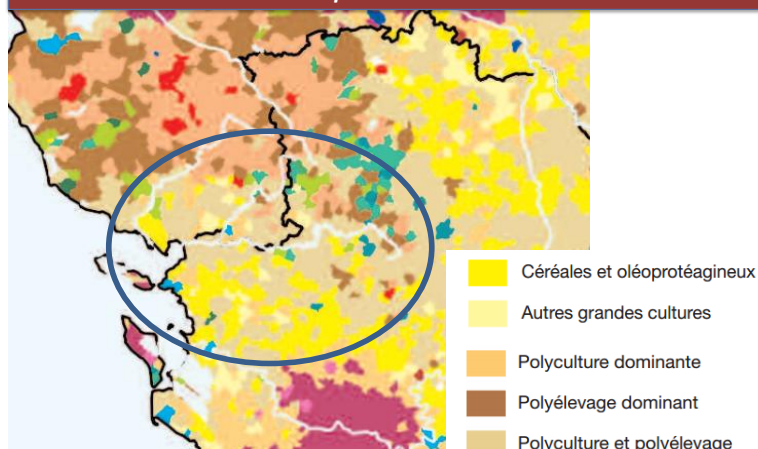 Céréales et oléoprotéagineux
Autres grandes cultures
Polyculture dominante
Polyélevage dominant
Polyculture et polyélevage